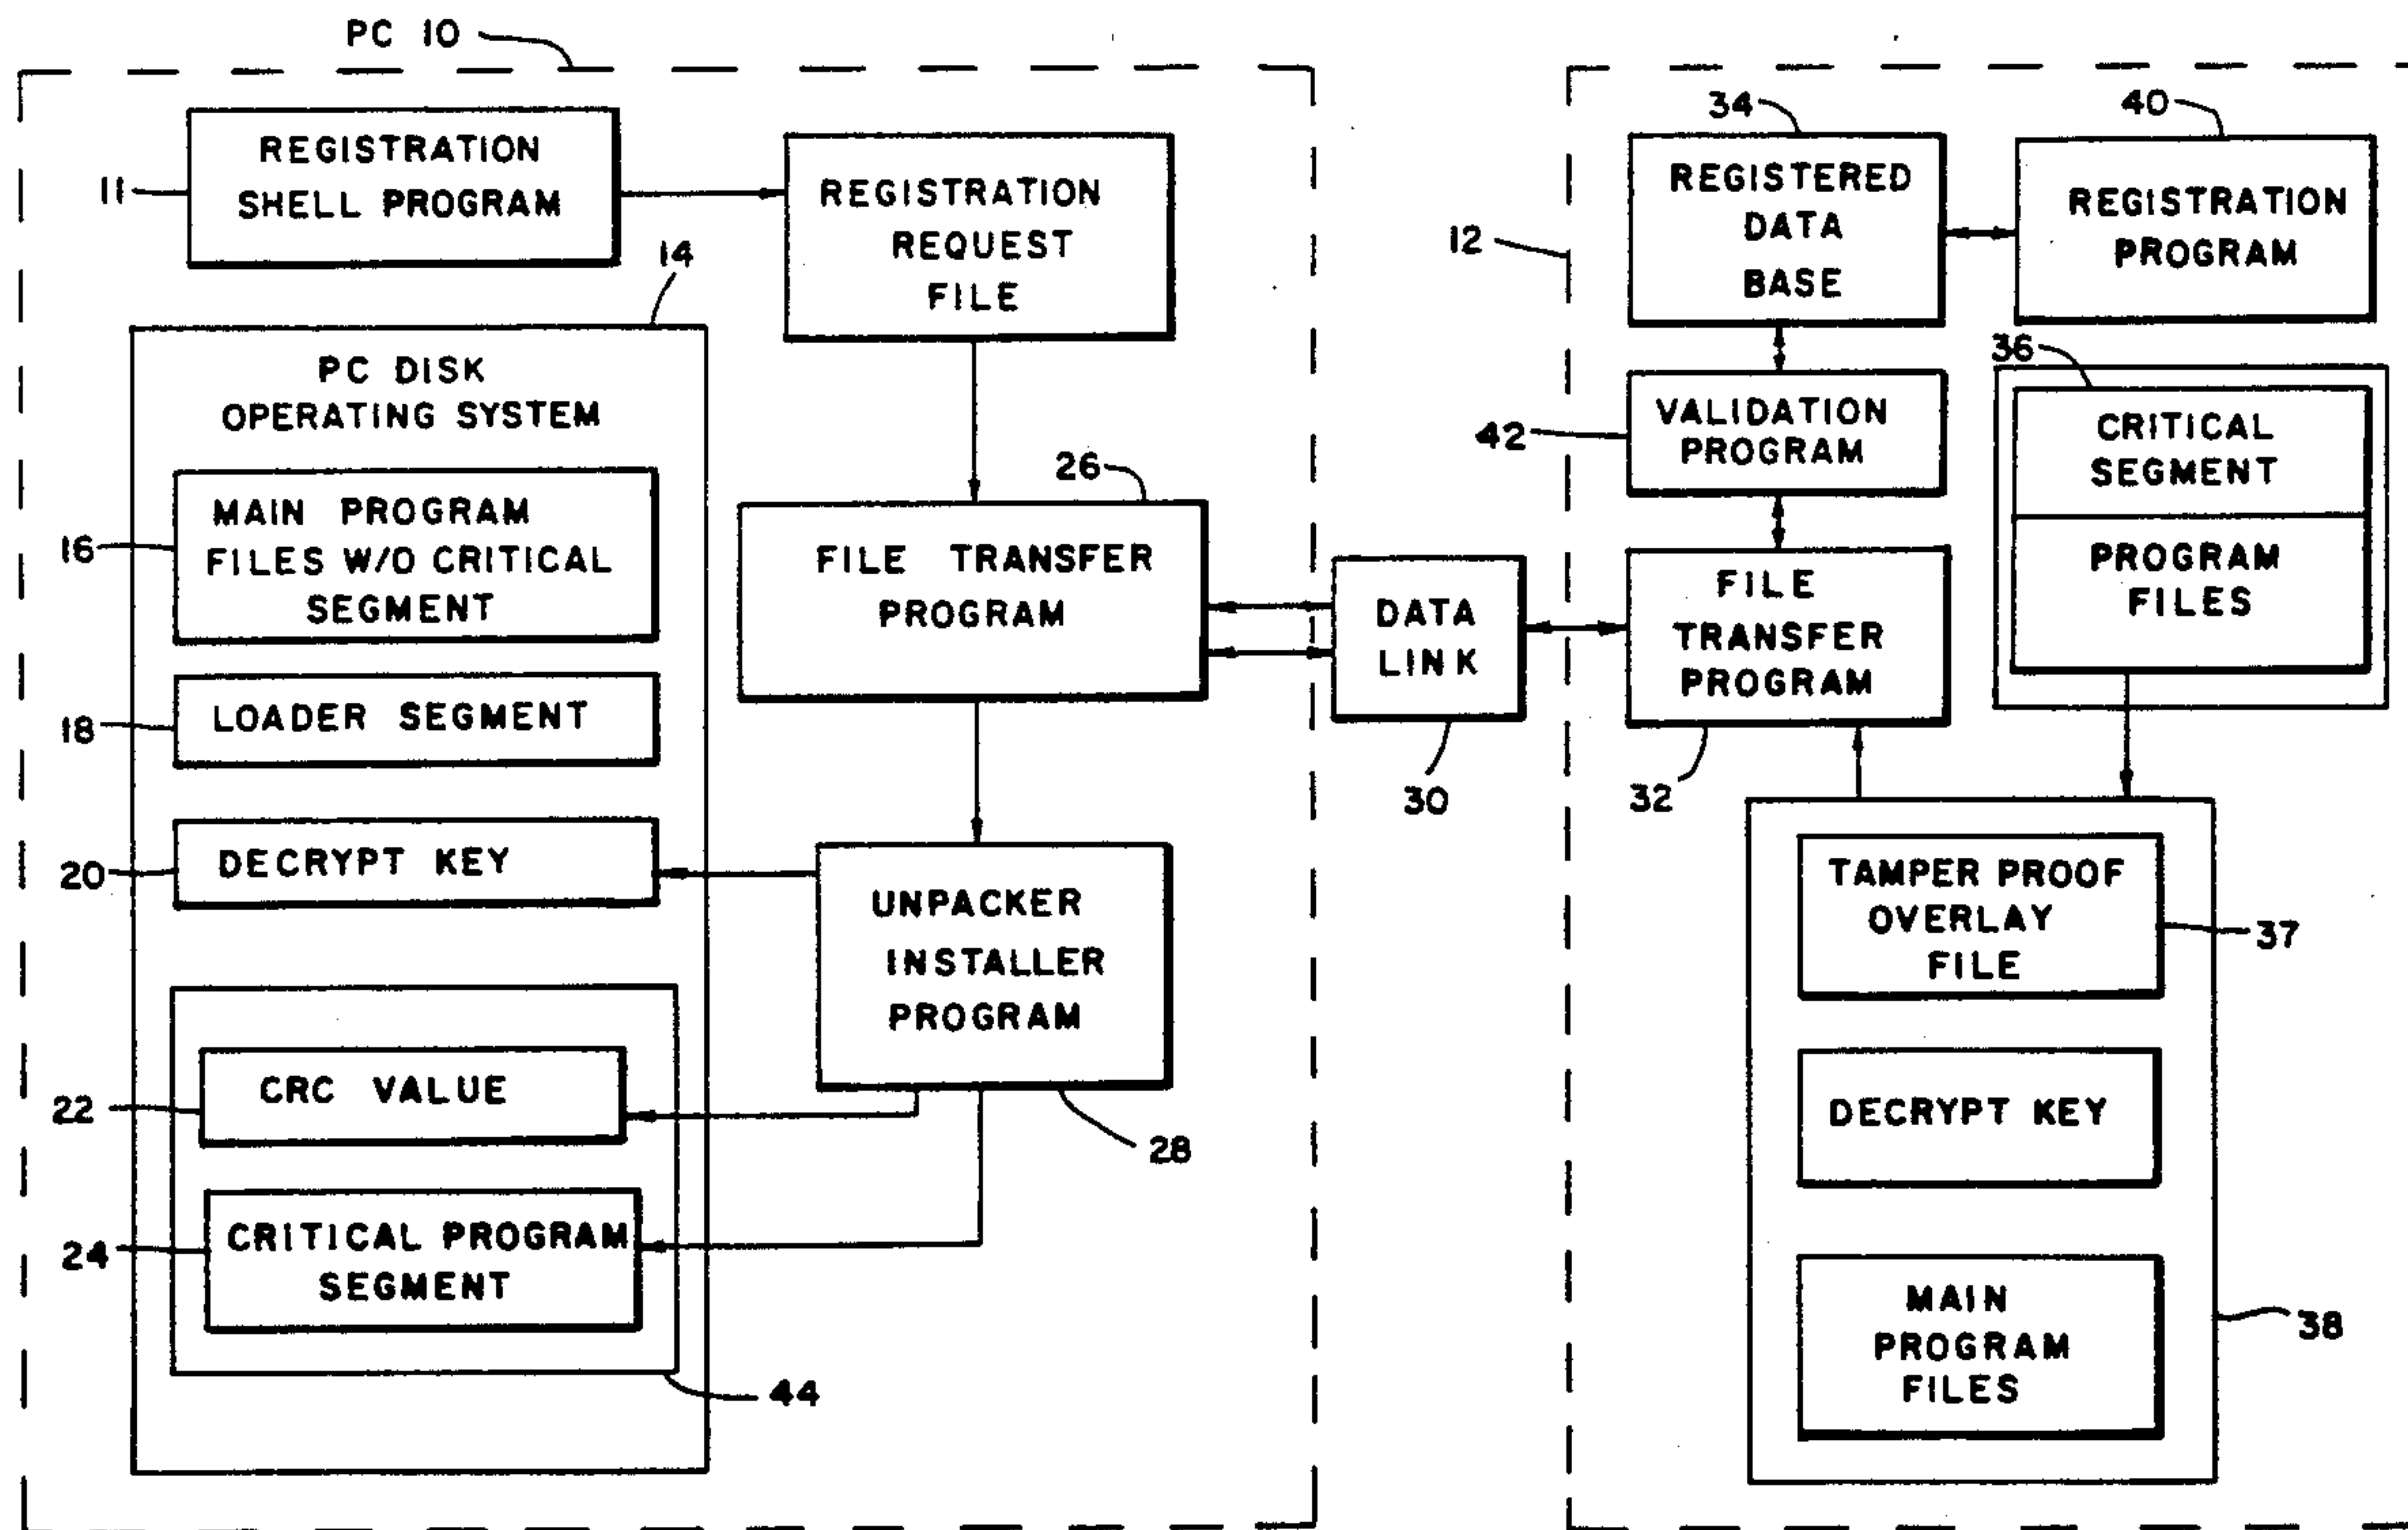 PC 10
11
REGISTRATION
SHELL PROGRAM
REGISTRATION
REQUEST
FILE
14
PC DISK
OPERATING SYSTEM
16
MAIN PROGRAM
FILES W/O CRITICAL
SEGMENT
18
LOADER SEGMENT
20
DECRYPT KEY
22
CRC VALUE
24
CRITICAL PROGRAM
SEGMENT
44
26
FILE TRANSFER
PROGRAM
UNPACKER
INSTALLER
PROGRAM
28
DATA
LINK
30
12
34
REGISTERED
DATA
BASE
40
REGISTRATION
PROGRAM
42
VALIDATION
PROGRAM
36
CRITICAL
SEGMENT
PROGRAM
FILES
FILE
TRANSFER
PROGRAM
32
TAMPER PROOF
OVERLAY
FILE
37
DECRYPT KEY
MAIN
PROGRAM
FILES
38